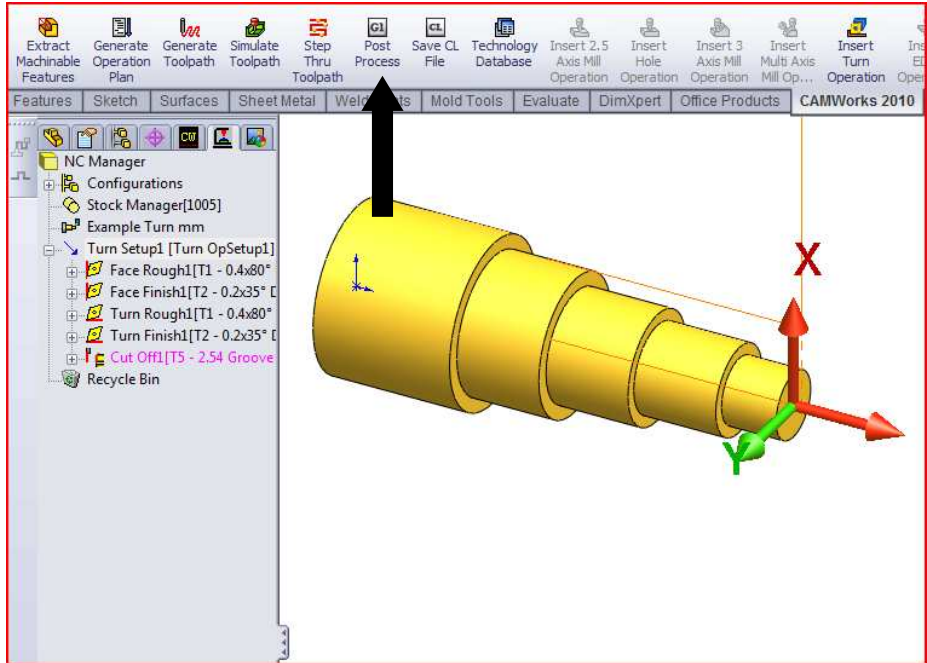 Extract Machinable Features
Generate Operation Plan
Generate Toolpath
Simulate Toolpath
Step Thru Toolpath
G1 Post Process
CL Save CL File
Technology Database
Insert 2.5 Axis Mill Operation
Insert Hole Operation
Insert 3 Axis Mill Operation
Insert Multi Axis Mill Op...
Insert Turn Operation
Features Sketch Surfaces Sheet Metal Mold Tools Evaluate DimXpert Office Products CAMWorks 2010
CW
NC Manager
Configurations
Stock Manager[1005]
Example Turn mm
Turn Setup1 [Turn OpSetup1]
Face Rough1[T1 - 0.4x80°
Face Finish1[T2 - 0.2x35°
Turn Rough1[T1 - 0.4x80°
Turn Finish1[T2 - 0.2x35°
Cut Off1[T5 - 2.54 Groove
Recycle Bin
X
Y